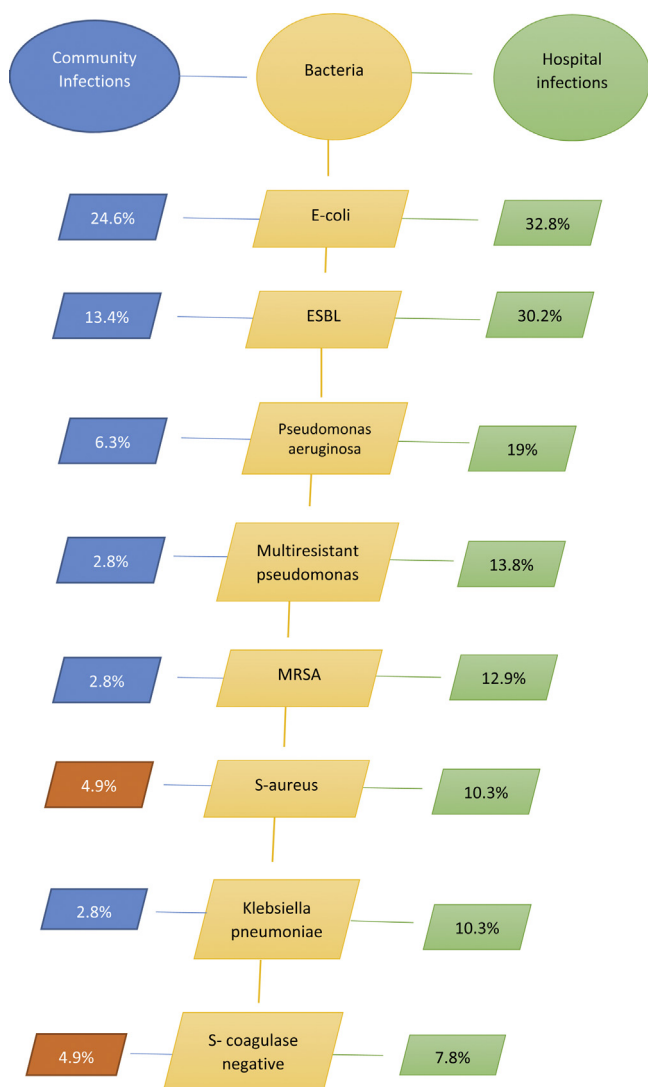 Community
Infections
Bacteria
Hospital
infections
24.6%
E-coli
32.8%
13.4%
ESBL
30.2%
6.3%
Pseudomonas
aeruginosa
19%
2.8%
Multiresistant
pseudomonas
13.8%
2.8%
MRSA
12.9%
4.9%
S-aureus
10.3%
2.8%
Klebsiella
pneumoniae
10.3%
4.9%
S- coagulase
negative
7.8%